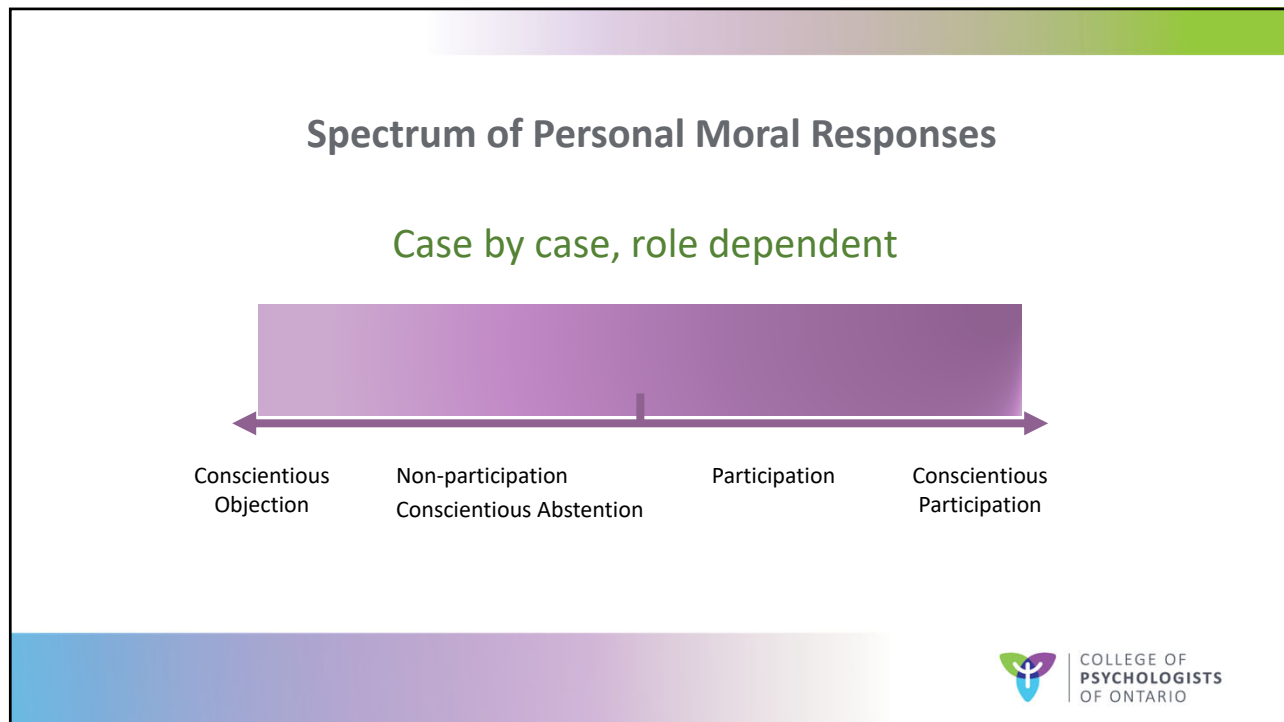 Spectrum of Personal Moral Responses
Case by case, role dependent
Conscientious
Objection
Non-participation
Conscientious Abstention
Participation
Conscientious
Participation
COLLEGE OF
PSYCHOLOGISTS
OF ONTARIO